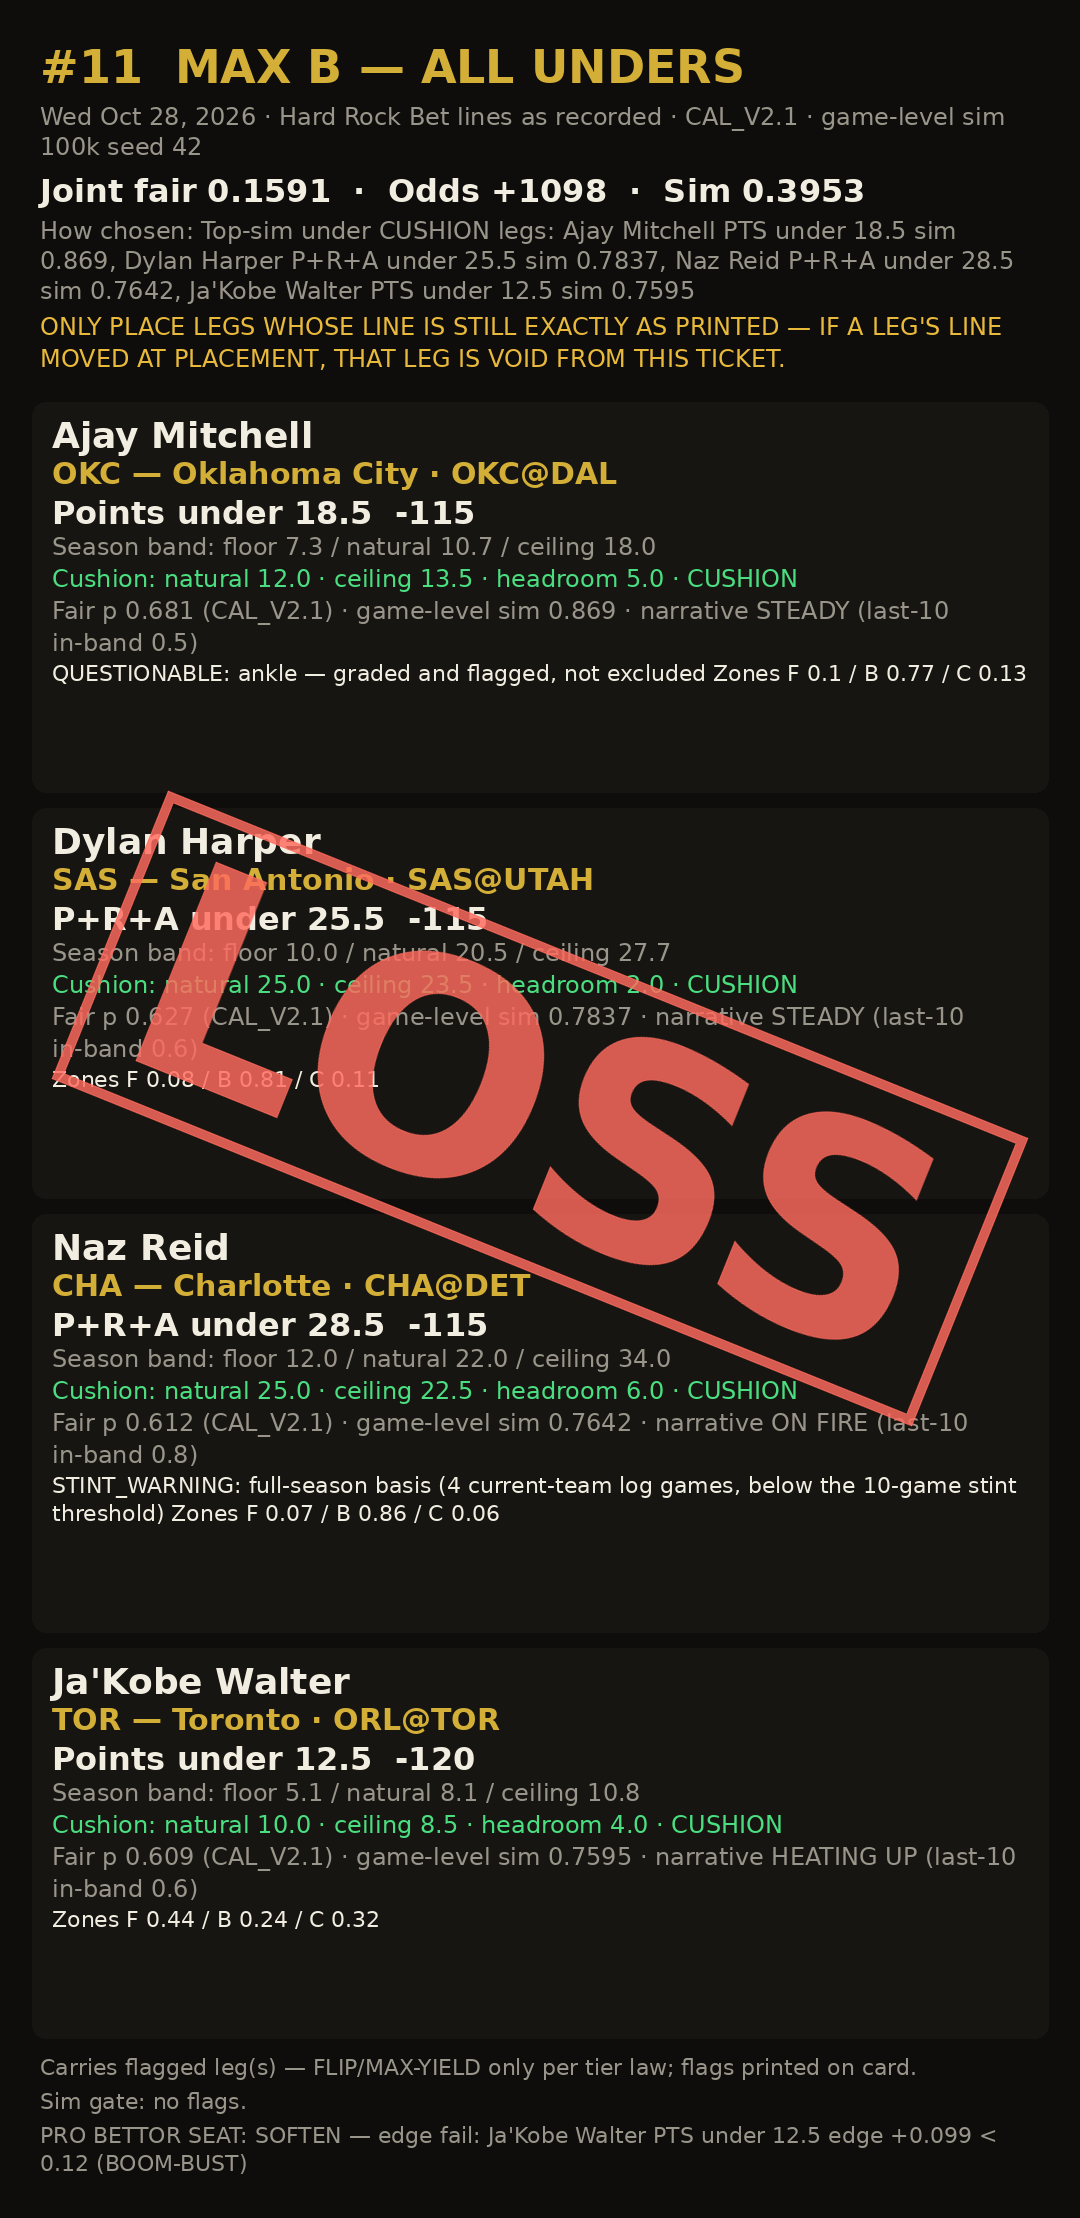 #11  MAX B — ALL UNDERS
Wed Oct 28, 2026 · Hard Rock Bet lines as recorded · CAL_V2.1 · game-level sim
100k seed 42
Joint fair 0.1591  ·  Odds +1098  ·  Sim 0.3953
How chosen: Top-sim under CUSHION legs: Ajay Mitchell PTS under 18.5 sim
0.869, Dylan Harper P+R+A under 25.5 sim 0.7837, Naz Reid P+R+A under 28.5
sim 0.7642, Ja'Kobe Walter PTS under 12.5 sim 0.7595
ONLY PLACE LEGS WHOSE LINE IS STILL EXACTLY AS PRINTED — IF A LEG'S LINE
MOVED AT PLACEMENT, THAT LEG IS VOID FROM THIS TICKET.
Ajay Mitchell
OKC — Oklahoma City · OKC@DAL
Points under 18.5  -115
Season band: floor 7.3 / natural 10.7 / ceiling 18.0
Cushion: natural 12.0 · ceiling 13.5 · headroom 5.0 · CUSHION
Fair p 0.681 (CAL_V2.1) · game-level sim 0.869 · narrative STEADY (last-10
in-band 0.5)
QUESTIONABLE: ankle — graded and flagged, not excluded Zones F 0.1 / B 0.77 / C 0.13
Dylan Harper
SAS — San Antonio · SAS@UTAH
P+R+A under 25.5  -115
Season band: floor 10.0 / natural 20.5 / ceiling 27.7
Cushion: natural 25.0 · ceiling 23.5 · headroom 2.0 · CUSHION
Fair p 0.627 (CAL_V2.1) · game-level sim 0.7837 · narrative STEADY (last-10
in-band 0.6)
Zones F 0.08 / B 0.81 / C 0.11
LOSS
Naz Reid
CHA — Charlotte · CHA@DET
P+R+A under 28.5  -115
Season band: floor 12.0 / natural 22.0 / ceiling 34.0
Cushion: natural 25.0 · ceiling 22.5 · headroom 6.0 · CUSHION
Fair p 0.612 (CAL_V2.1) · game-level sim 0.7642 · narrative ON FIRE (last-10
in-band 0.8)
STINT_WARNING: full-season basis (4 current-team log games, below the 10-game stint
threshold) Zones F 0.07 / B 0.86 / C 0.06
Ja'Kobe Walter
TOR — Toronto · ORL@TOR
Points under 12.5  -120
Season band: floor 5.1 / natural 8.1 / ceiling 10.8
Cushion: natural 10.0 · ceiling 8.5 · headroom 4.0 · CUSHION
Fair p 0.609 (CAL_V2.1) · game-level sim 0.7595 · narrative HEATING UP (last-10
in-band 0.6)
Zones F 0.44 / B 0.24 / C 0.32
Carries flagged leg(s) — FLIP/MAX-YIELD only per tier law; flags printed on card.
Sim gate: no flags.
PRO BETTOR SEAT: SOFTEN — edge fail: Ja'Kobe Walter PTS under 12.5 edge +0.099 <
0.12 (BOOM-BUST)